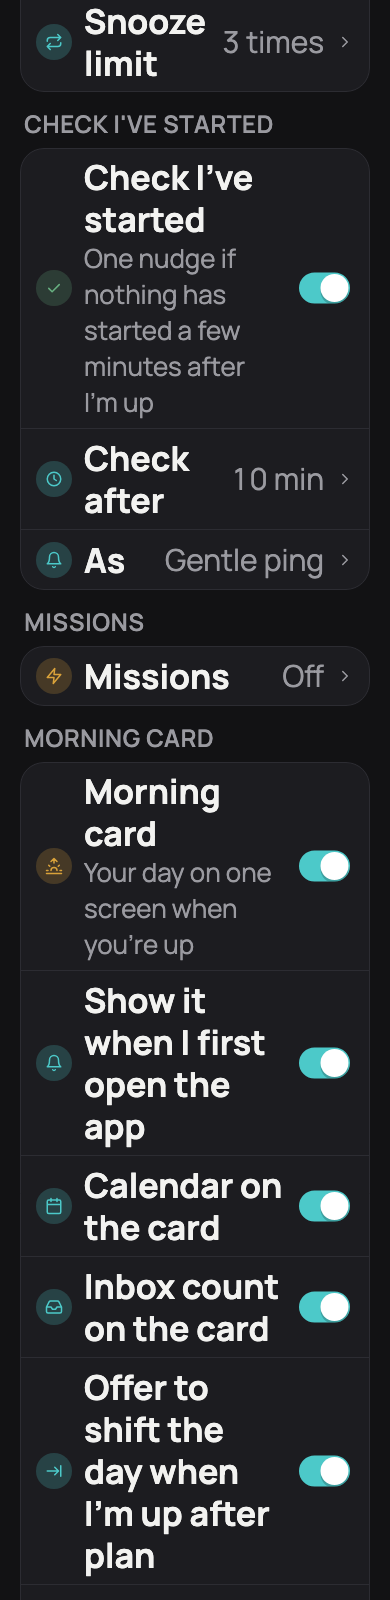 Snooze
limit
3 times
CHECK I'VE STARTED
Check I've
started
One nudge if
nothing has
started a few
minutes after
I'm up
Check
after
10 min
As
Gentle ping
MISSIONS
Missions
Off
MORNING CARD
Morning
card
Your day on one
screen when
you're up
Show it
when I first
open the
app
Calendar on
the card
Inbox count
on the card
Offer to
shift the
day when
I'm up after
plan